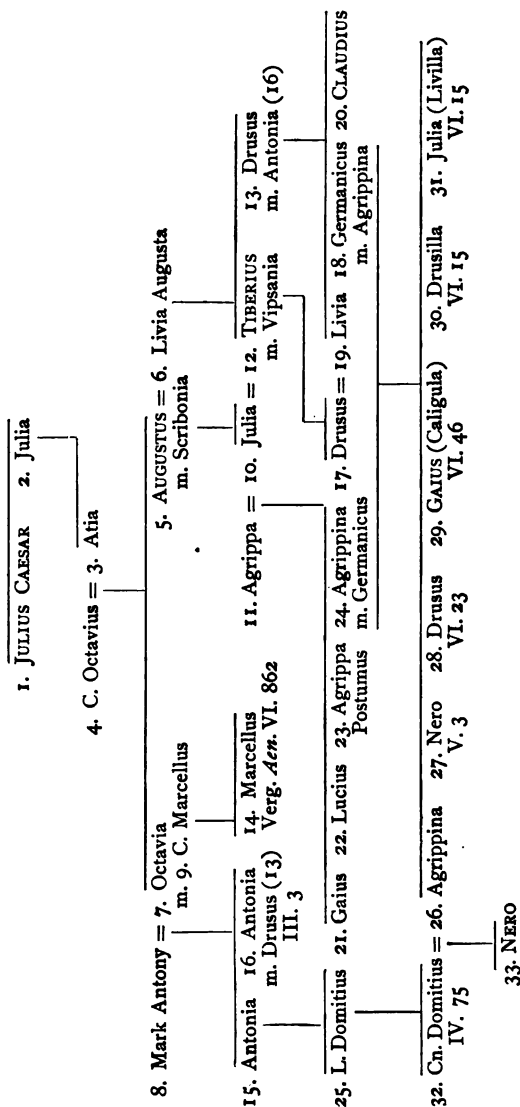 1. JULIUS CAESAR 2. Julia
4. C. Octavius = 3. Atia
8. Mark Antony = 7. Octavia
m. 9. C. Marcellus
5. AUGUSTUS = 6. Livia Augusta
m. Scribonia
15. Antonia 16. Antonia
m. Drusus (13)
III. 3
14. Marcellus
Verg. Aen. VI. 862
11. Agrippa = 10. Julia = 12. TIBERIUS
m. Vipsania
13. Drusus
m. Antonia (16)
25. L. Domitius 21. Gaius 22. Lucius 23. Agrippa
Postumus
24. Agrippina
m. Germanicus
17. Drusus = 19. Livia 18. Germanicus 20. CLAUDIUS
m. Agrippina
32. Cn. Domitius = 26. Agrippina
IV. 75
27. Nero
V. 3
28. Drusus
VI. 23
29. GAIUS (Caligula)
VI. 46
30. Drusilla
VI. 15
31. Julia (Livilla)
VI. 15
33. NERO